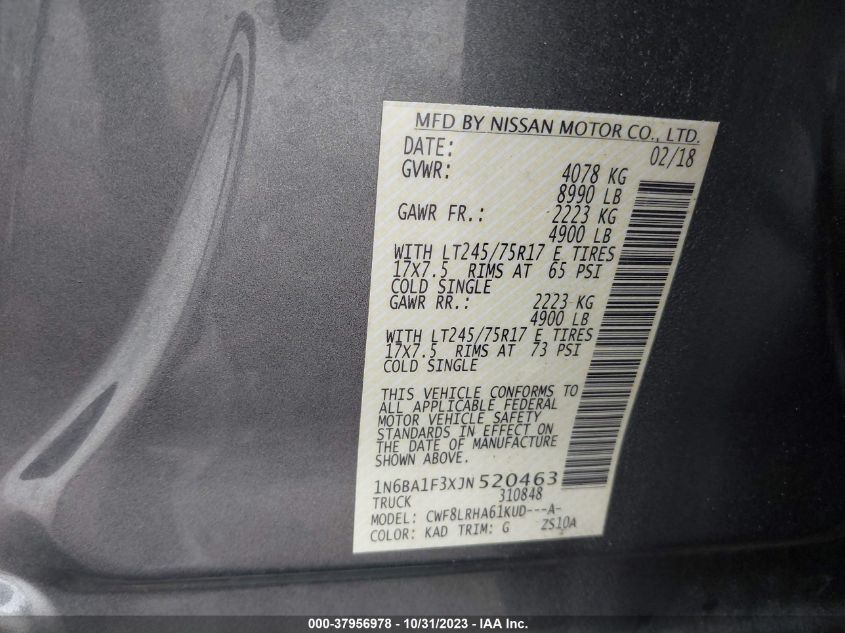 MFD BY NISSAN MOTOR CO., LTD.
DATE: 02/18
GVWR: 4078 KG
8990 LB
GAWR FR.: 2223 KG
4900 LB
WITH LT245/75R17 E TIRES
17X7.5 RIMS AT 65 PSI
COLD SINGLE
GAWR RR.: 2223 KG
4900 LB
WITH LT245/75R17 E TIRES
17X7.5 RIMS AT 73 PSI
COLD SINGLE
THIS VEHICLE CONFORMS TO
ALL APPLICABLE FEDERAL
MOTOR VEHICLE SAFETY
STANDARDS IN EFFECT ON
THE DATE OF MANUFACTURE
SHOWN ABOVE.
1N6BA1F3XJN520463
TRUCK 310848
MODEL: CWF8LRHA61KUD---A-
COLOR: KAD TRIM: G ZS10A
000-37956978 - 10/31/2023 - IAA Inc.